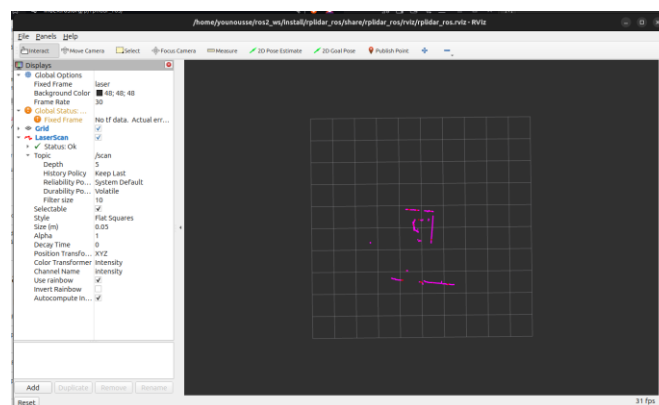 /home/younousse/ros2_ws/install/rplidar_ros/share/rplidar_ros/rviz/rplidar_ros.rviz - RViz
File Panels Help
Interact Move Camera Select Focus Camera Measure 2D Pose Estimate 2D Goal Pose Publish Point
Displays
Global Options
Fixed Frame laser
Background Color 48; 48; 48
Frame Rate 30
Global Status: ...
Fixed Frame No tf data. Actual err...
Grid
LaserScan
Status: Ok
Topic /scan
Depth 5
History Policy Keep Last
Reliability Po... System Default
Durability Po... Volatile
Filter size 10
Selectable
Style Flat Squares
Size (m) 0.05
Alpha 1
Decay Time 0
Position Transfo... XYZ
Color Transformer Intensity
Channel Name intensity
Use rainbow
Invert Rainbow
Autocompute In...
Add Duplicate Remove Rename
Reset 31 fps